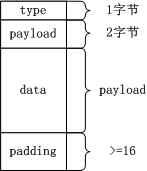 type 1字节
payload 2字节
data payload
padding >=16